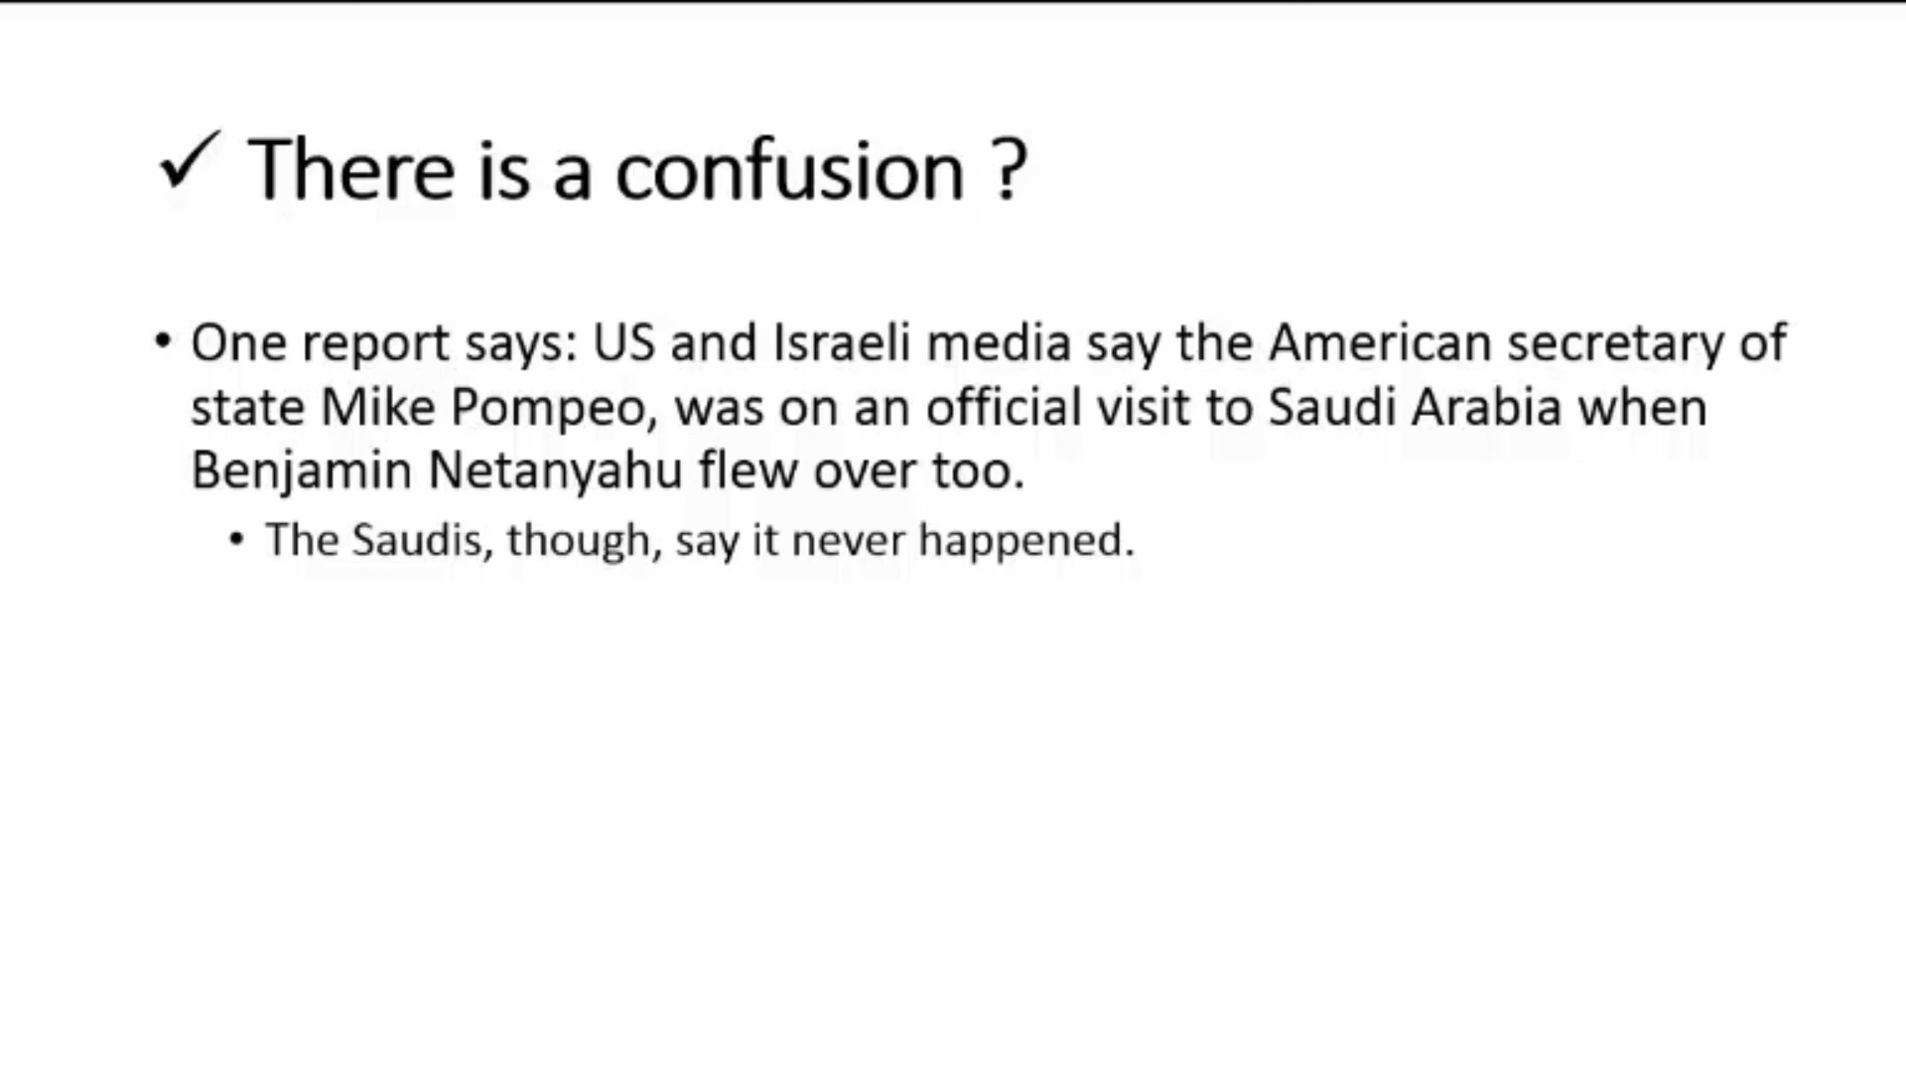 ✓ There is a confusion ?
• One report says: US and Israeli media say the American secretary of
state Mike Pompeo, was on an official visit to Saudi Arabia when
Benjamin Netanyahu flew over too.
• The Saudis, though, say it never happened.